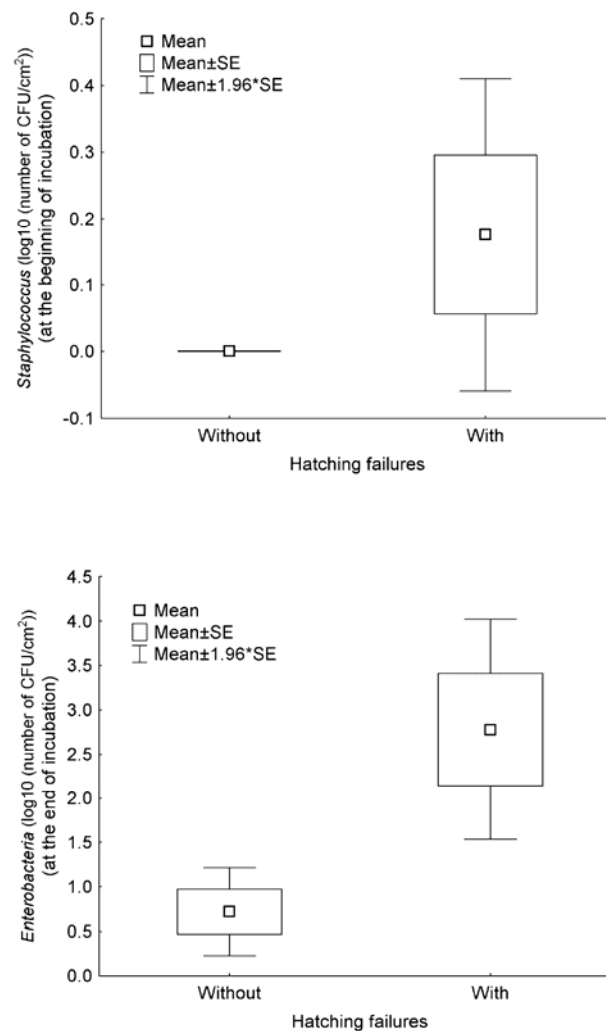 Staphylococcus (log10 (number of CFU/cm²))
(at the beginning of incubation)
0.5
0.4
0.3
0.2
0.1
0.0
-0.1
Mean
Mean±SE
Mean±1.96*SE
Without
With
Hatching failures
Enterobacteria (log10 (number of CFU/cm²))
(at the end of incubation)
4.5
4.0
3.5
3.0
2.5
2.0
1.5
1.0
0.5
0.0
Mean
Mean±SE
Mean±1.96*SE
Without
With
Hatching failures